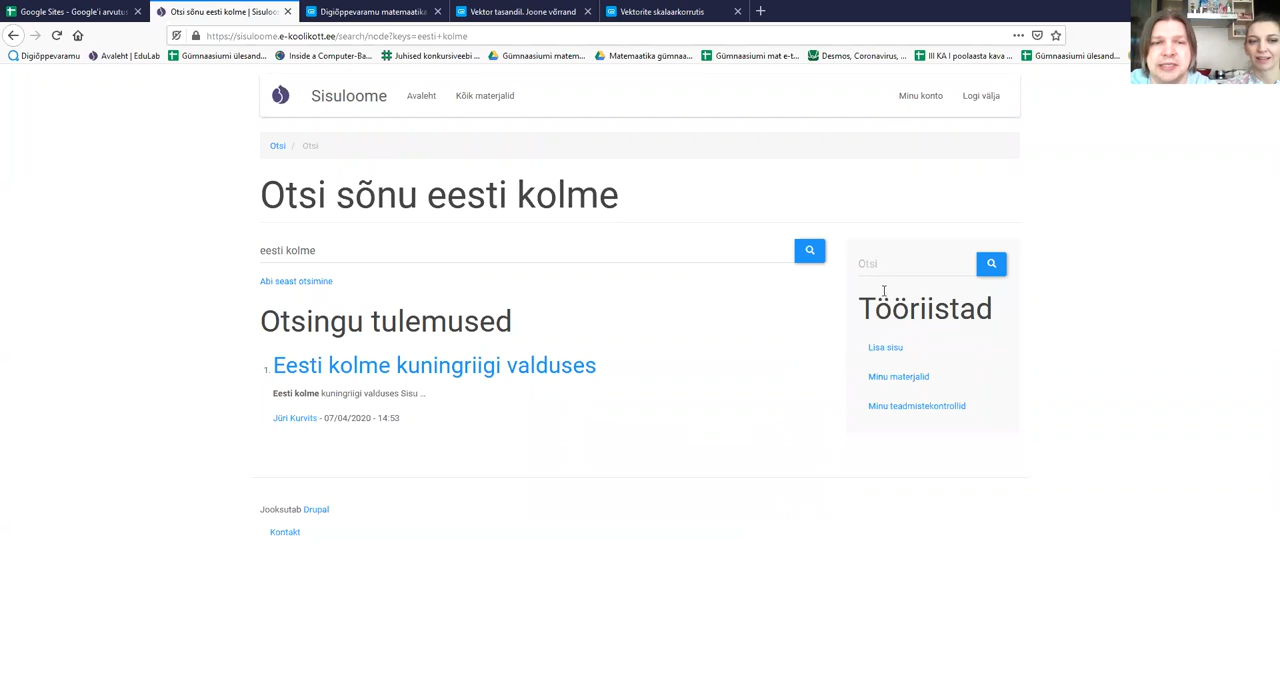 Google Sites - Google'i arvutus
Otsi sõnu eesti kolme | Sisuloo
Digiõppevaramu matemaatika
Vektor tasandil. Joone võrrand
Vektorite skalaarkorrutis
https://sisuloome.e-koolikott.ee/search/node?keys=eesti+kolme
Digiõppevaramu
Avaleht | EduLab
Gümnaasiumi ülesand...
Inside a Computer-Ba...
Juhised konkursiveebi ...
Gümnaasiumi matem...
Matemaatika gümnaa...
Gümnaasiumi mat e-t...
Desmos, Coronavirus, ...
III KA I poolaasta kava ...
Gümnaasiumi ülesand...
Sisuloome
Avaleht
Kõik materjalid
Minu konto
Logi välja
Otsi / Otsi
Otsi sõnu eesti kolme
eesti kolme
Abi seast otsimine
Otsingu tulemused
1. Eesti kolme kuningriigi valduses
Eesti kolme kuningriigi valduses Sisu ...
Jüri Kurvits - 07/04/2020 - 14:53
Otsi
Tööriistad
Lisa sisu
Minu materjalid
Minu teadmistekontrollid
Jooksutab Drupal
Kontakt